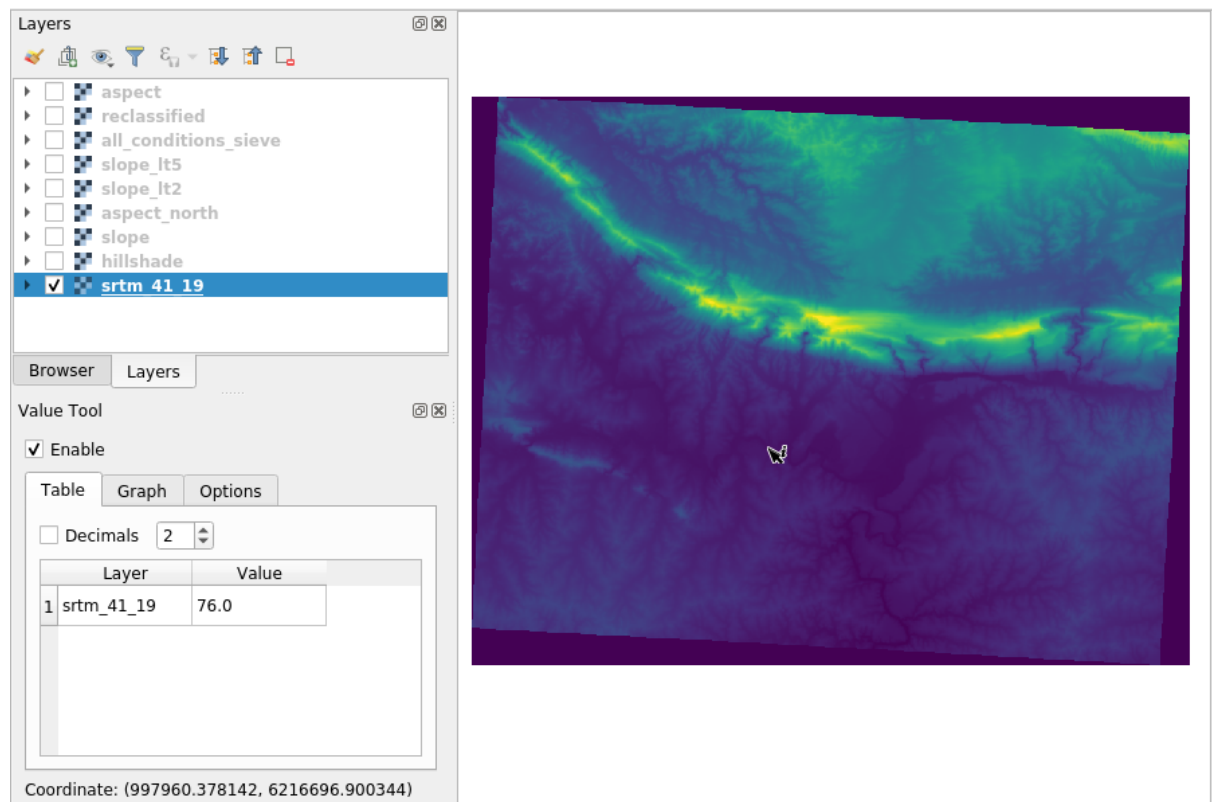 Layers
aspect
reclassified
all_conditions_sieve
slope_lt5
slope_lt2
aspect_north
slope
hillshade
srtm_41_19
Browser Layers
Value Tool
Enable
Table Graph Options
Decimals 2
Layer Value
1 srtm_41_19 76.0
Coordinate: (997960.378142, 6216696.900344)